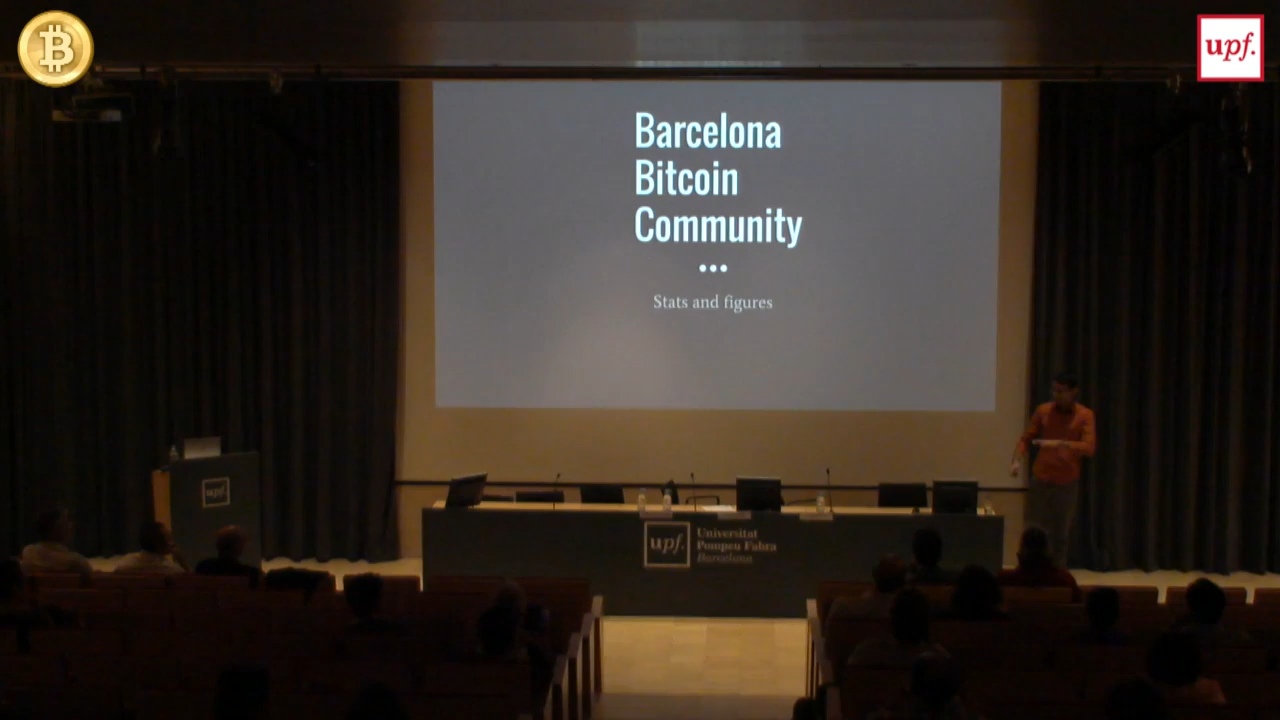 upf.
Barcelona
Bitcoin
Community
Stats and figures
upf.
upf.
Universitat
Pompeu Fabra
Barcelona